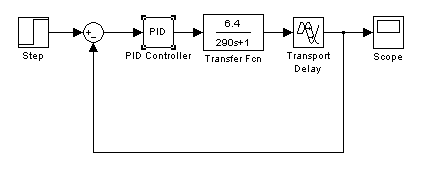 +
−
PID
6.4
290s+1
Step
PID Controller
Transfer Fcn
Transport
Delay
Scope